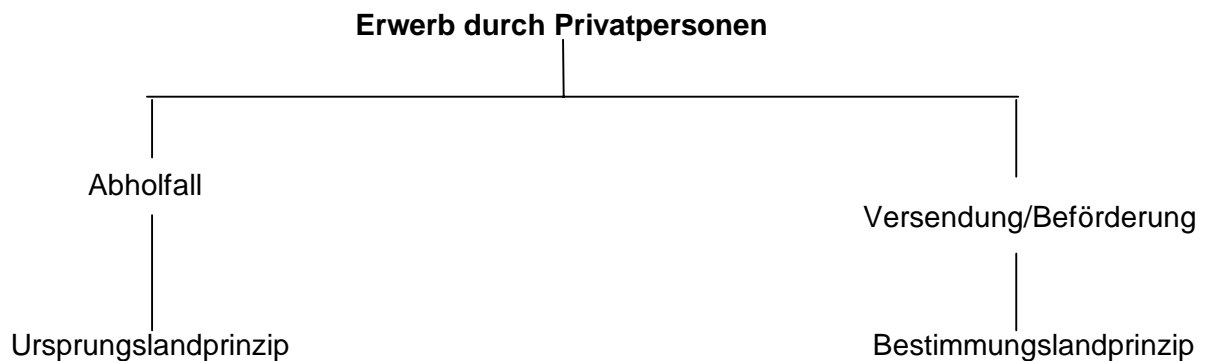 Erwerb durch Privatpersonen
Abholfall
Versendung/Beförderung
Ursprungslandprinzip
Bestimmungslandprinzip